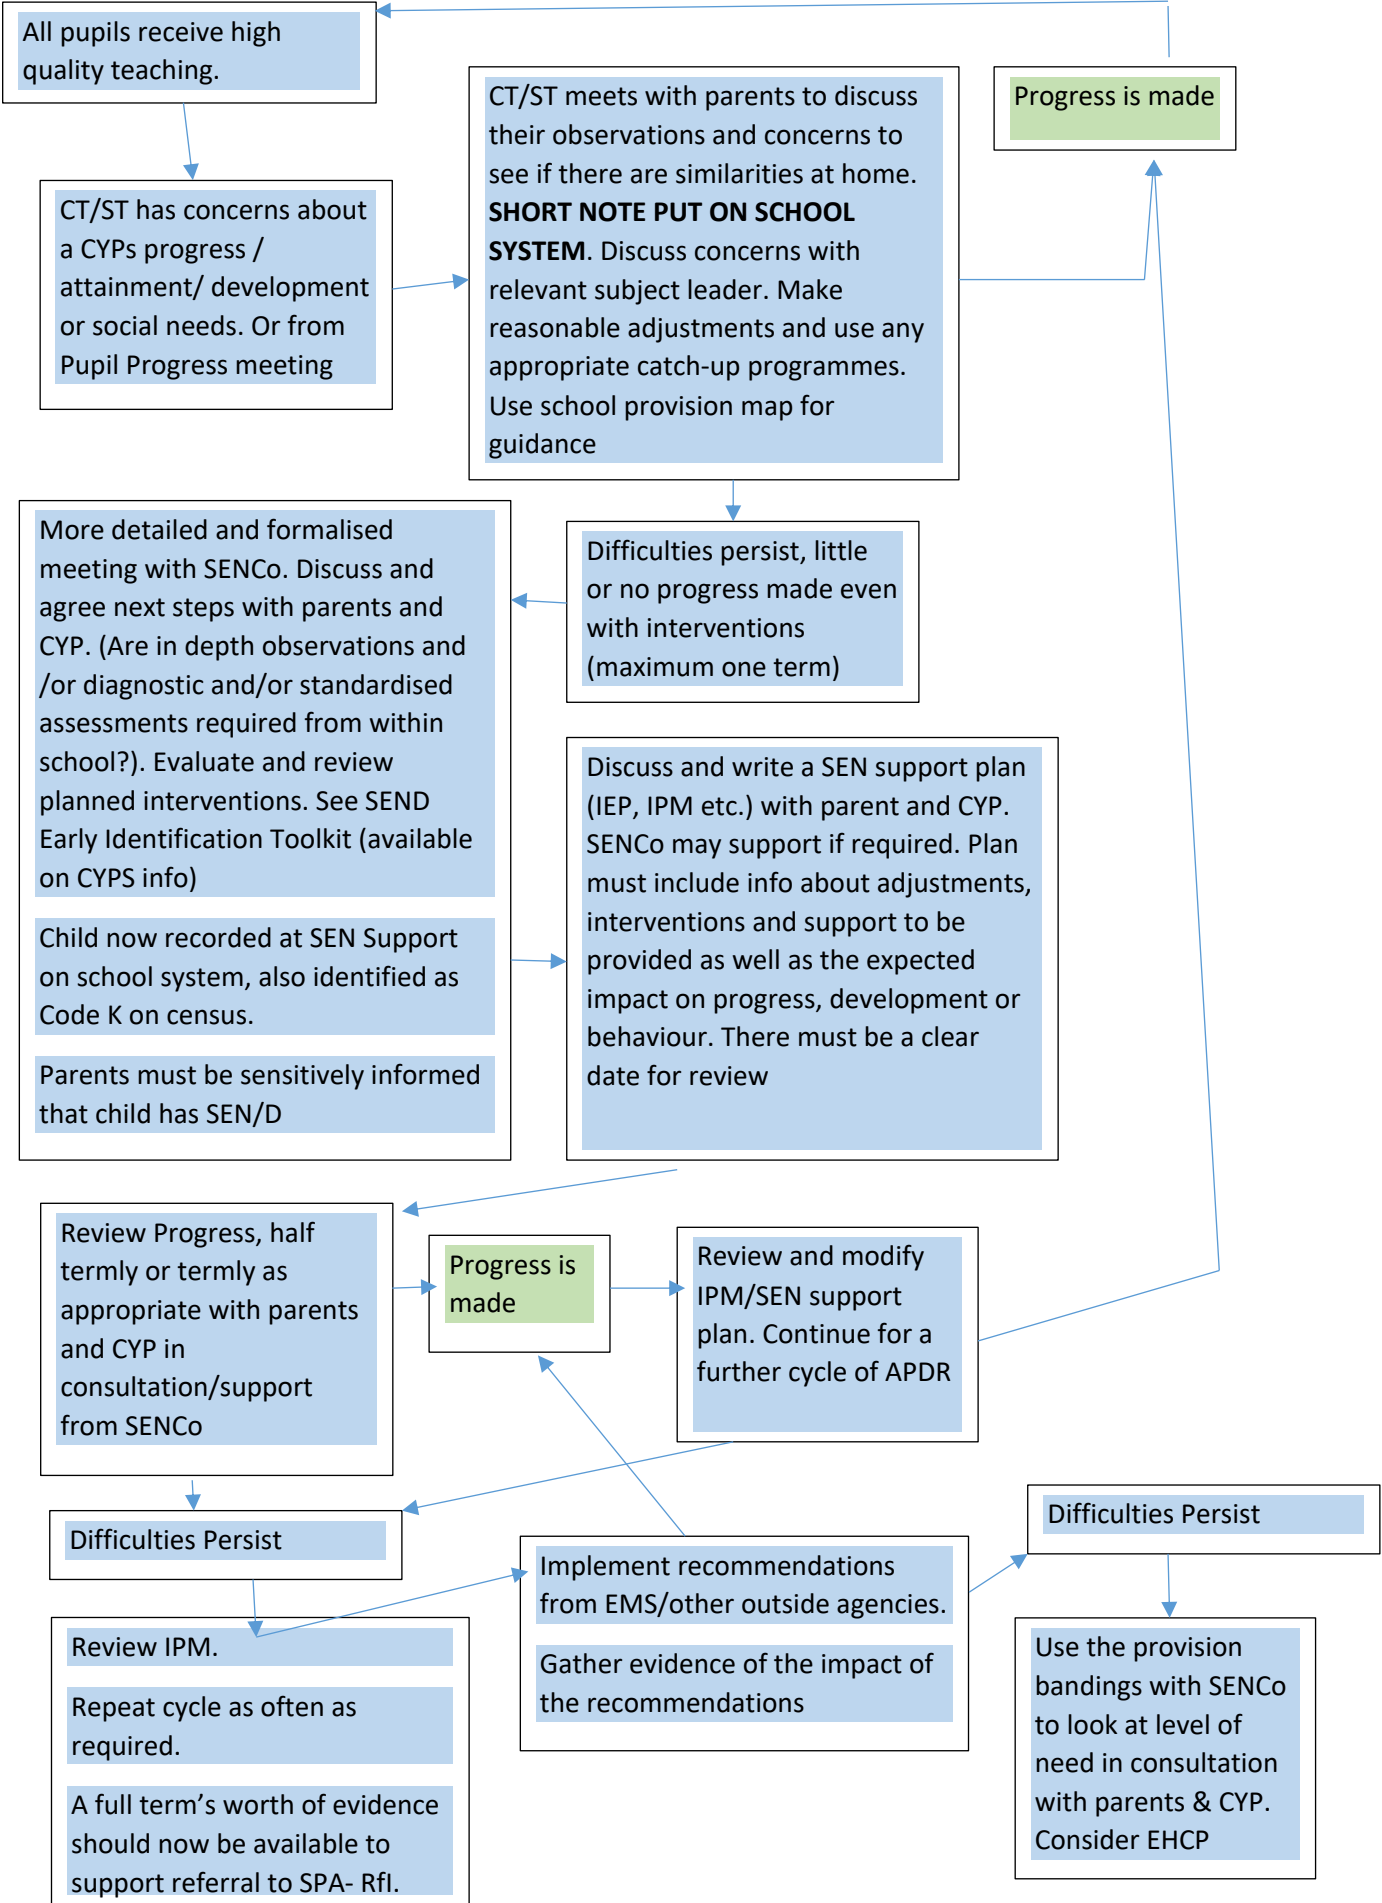 All pupils receive high
quality teaching.
CT/ST has concerns about
a CYPs progress /
attainment/ development
or social needs. Or from
Pupil Progress meeting
CT/ST meets with parents to discuss
their observations and concerns to
see if there are similarities at home.
SHORT NOTE PUT ON SCHOOL
SYSTEM. Discuss concerns with
relevant subject leader. Make
reasonable adjustments and use any
appropriate catch-up programmes.
Use school provision map for
guidance
Progress is made
Difficulties persist, little
or no progress made even
with interventions
(maximum one term)
More detailed and formalised
meeting with SENCo. Discuss and
agree next steps with parents and
CYP. (Are in depth observations and
/or diagnostic and/or standardised
assessments required from within
school?). Evaluate and review
planned interventions. See SEND
Early Identification Toolkit (available
on CYPS info)
Child now recorded at SEN Support
on school system, also identified as
Code K on census.
Parents must be sensitively informed
that child has SEN/D
Discuss and write a SEN support plan
(IEP, IPM etc.) with parent and CYP.
SENCo may support if required. Plan
must include info about adjustments,
interventions and support to be
provided as well as the expected
impact on progress, development or
behaviour. There must be a clear
date for review
Review Progress, half
termly or termly as
appropriate with parents
and CYP in
consultation/support
from SENCo
Progress is
made
Review and modify
IPM/SEN support
plan. Continue for a
further cycle of APDR
Difficulties Persist
Review IPM.
Repeat cycle as often as
required.
A full term’s worth of evidence
should now be available to
support referral to SPA- RfI.
Implement recommendations
from EMS/other outside agencies.
Gather evidence of the impact of
the recommendations
Difficulties Persist
Use the provision
bandings with SENCo
to look at level of
need in consultation
with parents & CYP.
Consider EHCP